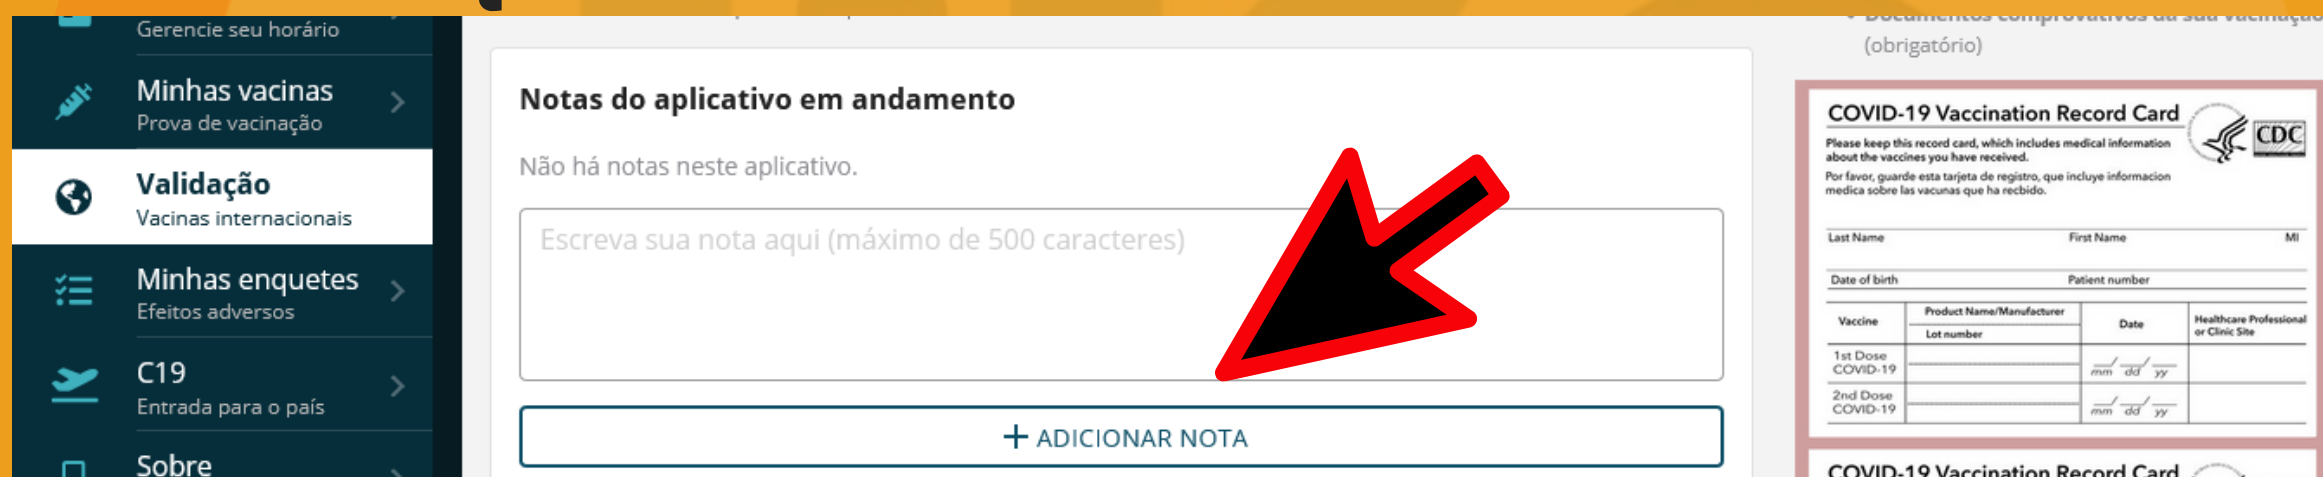 Gerencie seu horário
Minhas vacinas
Prova de vacinação
Validação
Vacinas internacionais
Minhas enquetes
Efeitos adversos
C19
Entrada para o país
Sobre
Notas do aplicativo em andamento
Não há notas neste aplicativo.
Escreva sua nota aqui (máximo de 500 caracteres)
+ ADICIONAR NOTA
• Documentos comprovativos da sua vacinação
(obrigatório)
COVID-19 Vaccination Record Card
CDC
Please keep this record card, which includes medical information
about the vaccines you have received.
Por favor, guarde esta tarjeta de registro, que incluye informacion
medica sobre las vacunas que ha recbido.
Last Name First Name MI
Date of birth Patient number
Vaccine Product Name/Manufacturer Date Healthcare Professional
Lot number or Clinic Site
1st Dose
COVID-19
mm dd yy
2nd Dose
COVID-19
mm dd yy
COVID-19 Vaccination Record Card